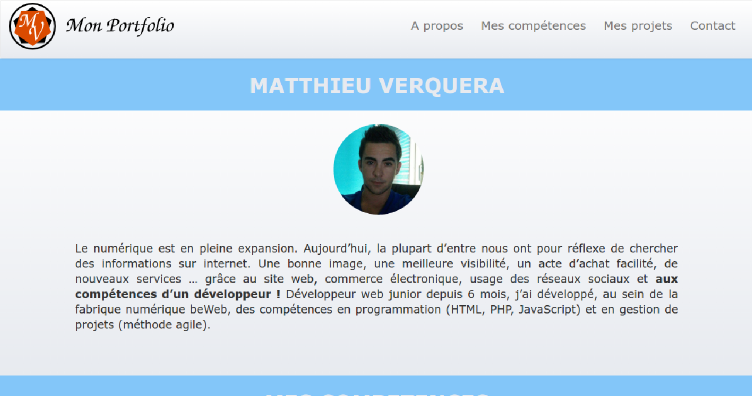 MV
Mon Portfolio
A propos Mes compétences Mes projets Contact
MATTHIEU VERQUERA
Le numérique est en pleine expansion. Aujourd’hui, la plupart d’entre nous ont pour réflexe de chercher
des informations sur internet. Une bonne image, une meilleure visibilité, un acte d’achat facilité, de
nouveaux services … grâce au site web, commerce électronique, usage des réseaux sociaux et aux
compétences d’un développeur ! Développeur web junior depuis 6 mois, j’ai développé, au sein de la
fabrique numérique beWeb, des compétences en programmation (HTML, PHP, JavaScript) et en gestion de
projets (méthode agile).
MES COMPETENCES